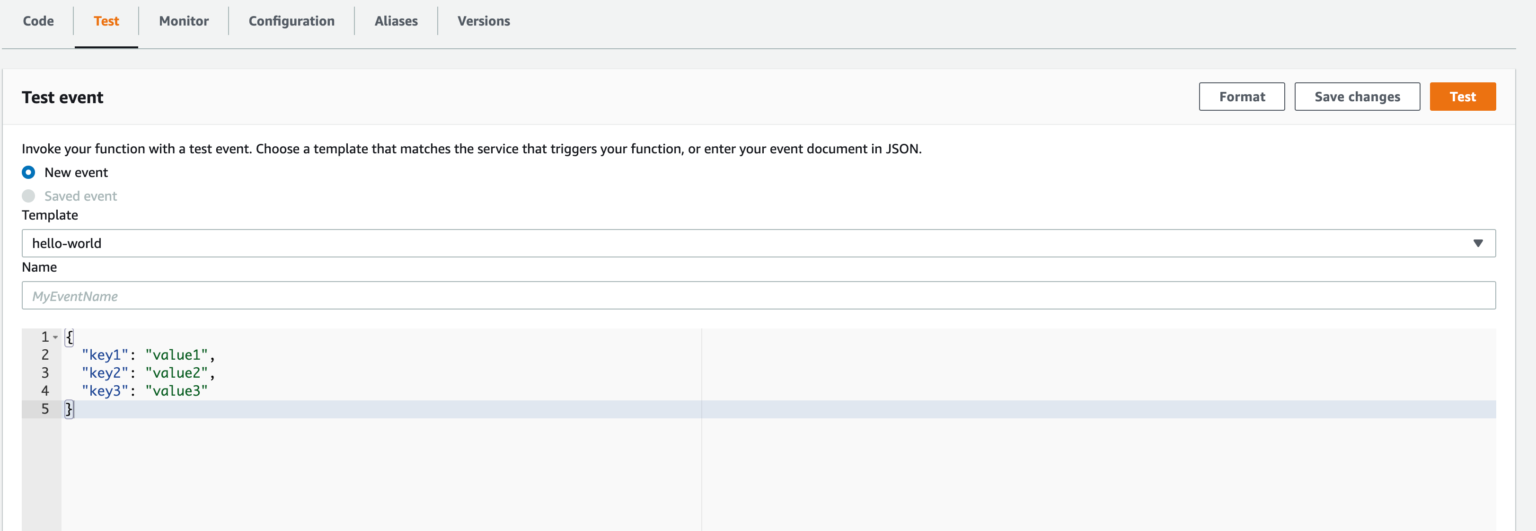 Code Test Monitor Configuration Aliases Versions
Test event Format Save changes Test
Invoke your function with a test event. Choose a template that matches the service that triggers your function, or enter your event document in JSON.
New event
Saved event
Template
hello-world
Name
MyEventName
1 {
2 "key1": "value1",
3 "key2": "value2",
4 "key3": "value3"
5 }